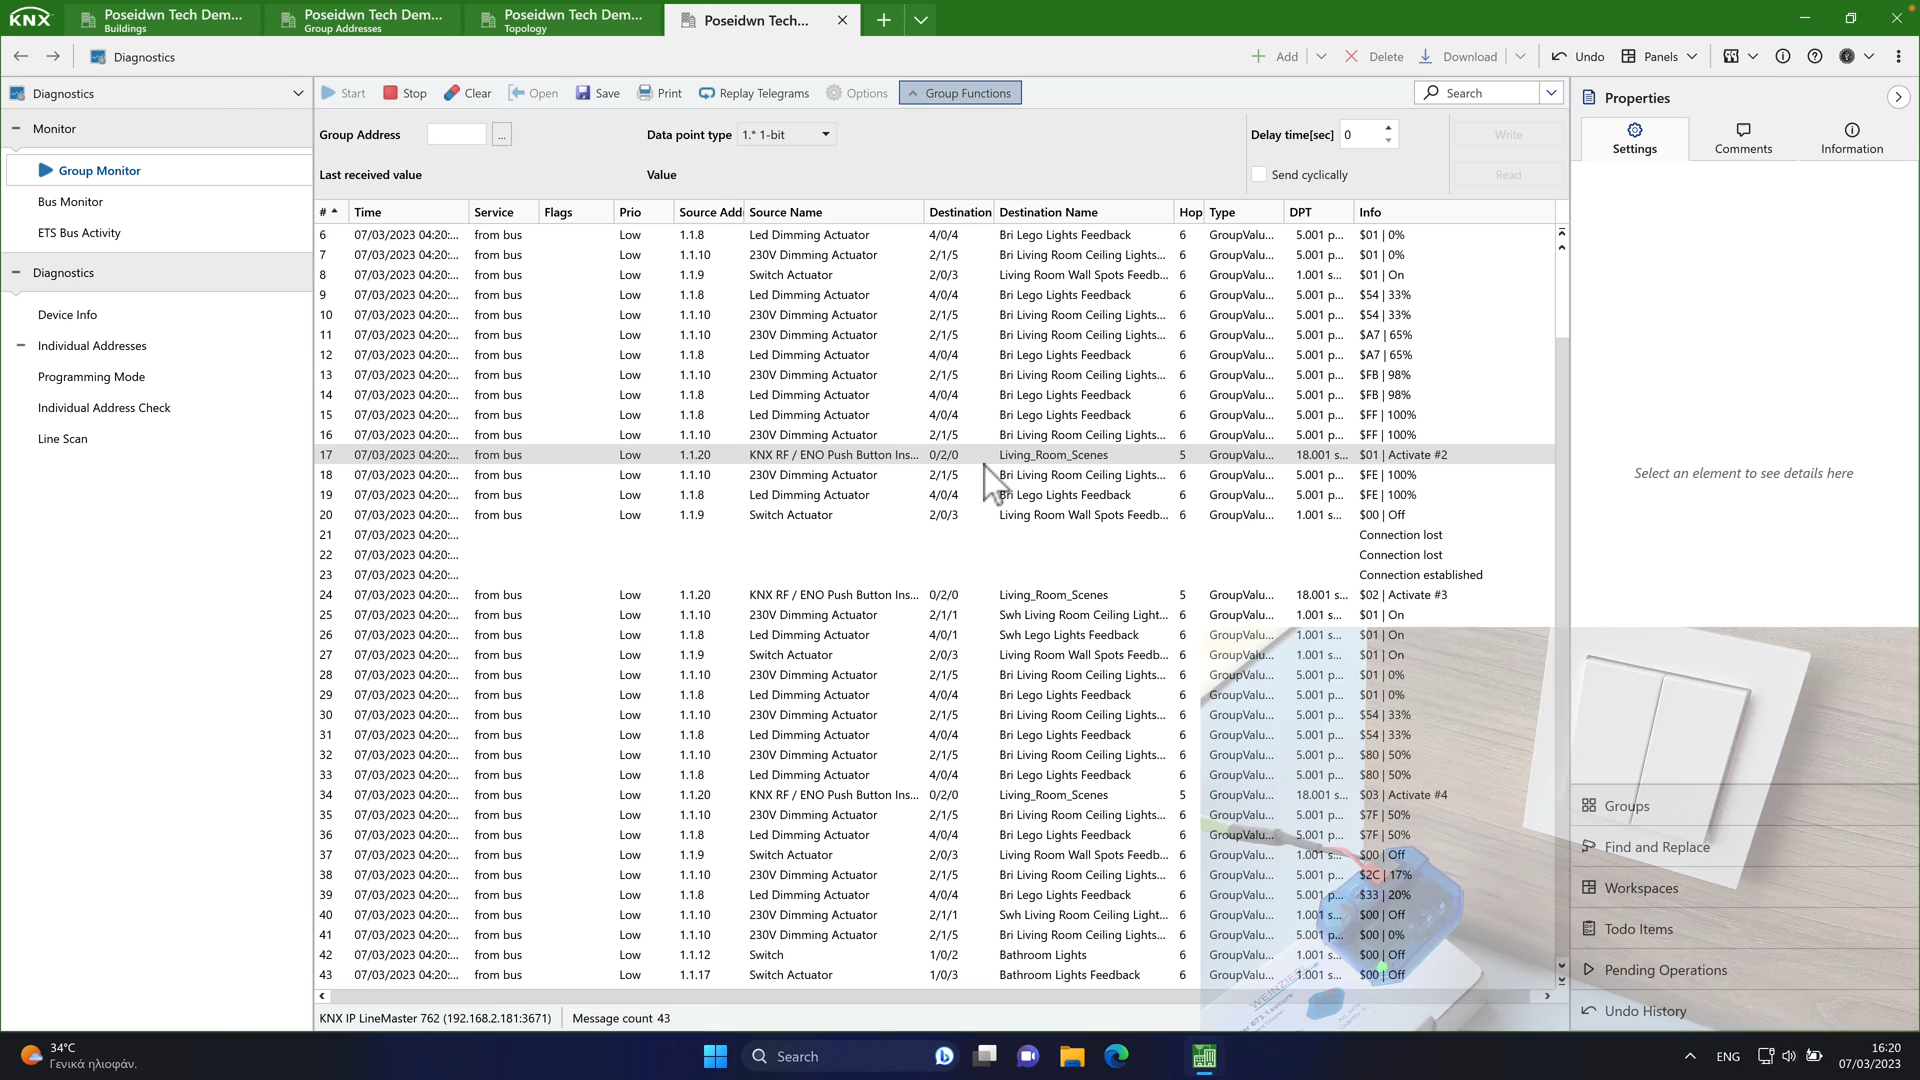 KNX
Poseidwn Tech Dem...
Buildings
Poseidwn Tech Dem...
Group Addresses
Poseidwn Tech Dem...
Topology
Poseidwn Tech...
Diagnostics
Add
Delete
Download
Undo
Panels
Diagnostics
Monitor
Group Monitor
Bus Monitor
ETS Bus Activity
Diagnostics
Device Info
Individual Addresses
Programming Mode
Individual Address Check
Line Scan
Start Stop Clear Open Save Print Replay Telegrams Options Group Functions Search
Group Address ... Data point type 1.* 1-bit Delay time[sec] 0 Write
Last received value Value Send cyclically Read
# Time Service Flags Prio Source Addr Source Name Destination Destination Name Hop Type DPT Info
6 07/03/2023 04:20:... from bus Low 1.1.8 Led Dimming Actuator 4/0/4 Bri Lego Lights Feedback 6 GroupValu... 5.001 p... $01 | 0%
7 07/03/2023 04:20:... from bus Low 1.1.10 230V Dimming Actuator 2/1/5 Bri Living Room Ceiling Lights... 6 GroupValu... 5.001 p... $01 | 0%
8 07/03/2023 04:20:... from bus Low 1.1.9 Switch Actuator 2/0/3 Living Room Wall Spots Feedb... 6 GroupValu... 1.001 s... $01 | On
9 07/03/2023 04:20:... from bus Low 1.1.8 Led Dimming Actuator 4/0/4 Bri Lego Lights Feedback 6 GroupValu... 5.001 p... $54 | 33%
10 07/03/2023 04:20:... from bus Low 1.1.10 230V Dimming Actuator 2/1/5 Bri Living Room Ceiling Lights... 6 GroupValu... 5.001 p... $54 | 33%
11 07/03/2023 04:20:... from bus Low 1.1.10 230V Dimming Actuator 2/1/5 Bri Living Room Ceiling Lights... 6 GroupValu... 5.001 p... $A7 | 65%
12 07/03/2023 04:20:... from bus Low 1.1.8 Led Dimming Actuator 4/0/4 Bri Lego Lights Feedback 6 GroupValu... 5.001 p... $A7 | 65%
13 07/03/2023 04:20:... from bus Low 1.1.10 230V Dimming Actuator 2/1/5 Bri Living Room Ceiling Lights... 6 GroupValu... 5.001 p... $FB | 98%
14 07/03/2023 04:20:... from bus Low 1.1.8 Led Dimming Actuator 4/0/4 Bri Lego Lights Feedback 6 GroupValu... 5.001 p... $FB | 98%
15 07/03/2023 04:20:... from bus Low 1.1.8 Led Dimming Actuator 4/0/4 Bri Lego Lights Feedback 6 GroupValu... 5.001 p... $FF | 100%
16 07/03/2023 04:20:... from bus Low 1.1.10 230V Dimming Actuator 2/1/5 Bri Living Room Ceiling Lights... 6 GroupValu... 5.001 p... $FF | 100%
17 07/03/2023 04:20:... from bus Low 1.1.20 KNX RF / ENO Push Button Ins... 0/2/0 Living_Room_Scenes 5 GroupValu... 18.001 s... $01 | Activate #2
18 07/03/2023 04:20:... from bus Low 1.1.10 230V Dimming Actuator 2/1/5 Bri Living Room Ceiling Lights... 6 GroupValu... 5.001 p... $FE | 100%
19 07/03/2023 04:20:... from bus Low 1.1.8 Led Dimming Actuator 4/0/4 Bri Lego Lights Feedback 6 GroupValu... 5.001 p... $FE | 100%
20 07/03/2023 04:20:... from bus Low 1.1.9 Switch Actuator 2/0/3 Living Room Wall Spots Feedb... 6 GroupValu... 1.001 s... $00 | Off
21 07/03/2023 04:20:... Connection lost
22 07/03/2023 04:20:... Connection lost
23 07/03/2023 04:20:... Connection established
24 07/03/2023 04:20:... from bus Low 1.1.20 KNX RF / ENO Push Button Ins... 0/2/0 Living_Room_Scenes 5 GroupValu... 18.001 s... $02 | Activate #3
25 07/03/2023 04:20:... from bus Low 1.1.10 230V Dimming Actuator 2/1/1 Swh Living Room Ceiling Light... 6 GroupValu... 1.001 s... $01 | On
26 07/03/2023 04:20:... from bus Low 1.1.8 Led Dimming Actuator 4/0/1 Swh Lego Lights Feedback 6 GroupValu... 1.001 s... $01 | On
27 07/03/2023 04:20:... from bus Low 1.1.9 Switch Actuator 2/0/3 Living Room Wall Spots Feedb... 6 GroupValu... 1.001 s... $01 | On
28 07/03/2023 04:20:... from bus Low 1.1.10 230V Dimming Actuator 2/1/5 Bri Living Room Ceiling Lights... 6 GroupValu... 5.001 p... $01 | 0%
29 07/03/2023 04:20:... from bus Low 1.1.8 Led Dimming Actuator 4/0/4 Bri Lego Lights Feedback 6 GroupValu... 5.001 p... $01 | 0%
30 07/03/2023 04:20:... from bus Low 1.1.10 230V Dimming Actuator 2/1/5 Bri Living Room Ceiling Lights... 6 GroupValu... 5.001 p... $54 | 33%
31 07/03/2023 04:20:... from bus Low 1.1.8 Led Dimming Actuator 4/0/4 Bri Lego Lights Feedback 6 GroupValu... 5.001 p... $54 | 33%
32 07/03/2023 04:20:... from bus Low 1.1.10 230V Dimming Actuator 2/1/5 Bri Living Room Ceiling Lights... 6 GroupValu... 5.001 p... $80 | 50%
33 07/03/2023 04:20:... from bus Low 1.1.8 Led Dimming Actuator 4/0/4 Bri Lego Lights Feedback 6 GroupValu... 5.001 p... $80 | 50%
34 07/03/2023 04:20:... from bus Low 1.1.20 KNX RF / ENO Push Button Ins... 0/2/0 Living_Room_Scenes 5 GroupValu... 18.001 s... $03 | Activate #4
35 07/03/2023 04:20:... from bus Low 1.1.10 230V Dimming Actuator 2/1/5 Bri Living Room Ceiling Lights... 6 GroupValu... 5.001 p... $7F | 50%
36 07/03/2023 04:20:... from bus Low 1.1.8 Led Dimming Actuator 4/0/4 Bri Lego Lights Feedback 6 GroupValu... 5.001 p... $7F | 50%
37 07/03/2023 04:20:... from bus Low 1.1.9 Switch Actuator 2/0/3 Living Room Wall Spots Feedb... 6 GroupValu... 1.001 s... $00 | Off
38 07/03/2023 04:20:... from bus Low 1.1.10 230V Dimming Actuator 2/1/5 Bri Living Room Ceiling Lights... 6 GroupValu... 5.001 p... $2C | 17%
39 07/03/2023 04:20:... from bus Low 1.1.8 Led Dimming Actuator 4/0/4 Bri Lego Lights Feedback 6 GroupValu... 5.001 p... $33 | 20%
40 07/03/2023 04:20:... from bus Low 1.1.10 230V Dimming Actuator 2/1/1 Swh Living Room Ceiling Light... 6 GroupValu... 1.001 s... $00 | Off
41 07/03/2023 04:20:... from bus Low 1.1.10 230V Dimming Actuator 2/1/5 Bri Living Room Ceiling Lights... 6 GroupValu... 5.001 p... $00 | 0%
42 07/03/2023 04:20:... from bus Low 1.1.12 Switch 1/0/2 Bathroom Lights 6 GroupValu... 1.001 s... $00 | Off
43 07/03/2023 04:20:... from bus Low 1.1.17 Switch Actuator 1/0/3 Bathroom Lights Feedback 6 GroupValu... 1.001 s... $00 | Off
WEINZIERL
KNX IP LineMaster 762 (192.168.2.181:3671) Message count 43
Properties
Settings Comments Information
Select an element to see details here
Groups
Find and Replace
Workspaces
Todo Items
Pending Operations
Undo History
34°C
Γενικά ηλιοφάν.
Search
ENG
16:20
07/03/2023